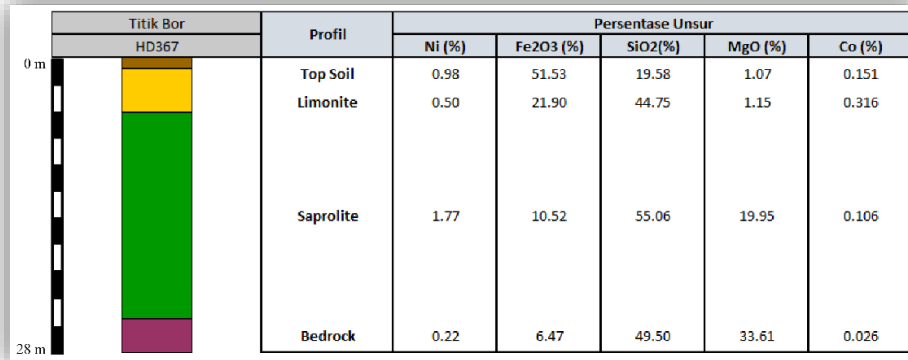 Titik Bor Profil Persentase Unsur
HD367 Ni (%) Fe2O3 (%) SiO2(%) MgO (%) Co (%)
0 m Top Soil 0.98 51.53 19.58 1.07 0.151
Limonite 0.50 21.90 44.75 1.15 0.316
Saprolite 1.77 10.52 55.06 19.95 0.106
Bedrock 0.22 6.47 49.50 33.61 0.026
28 m